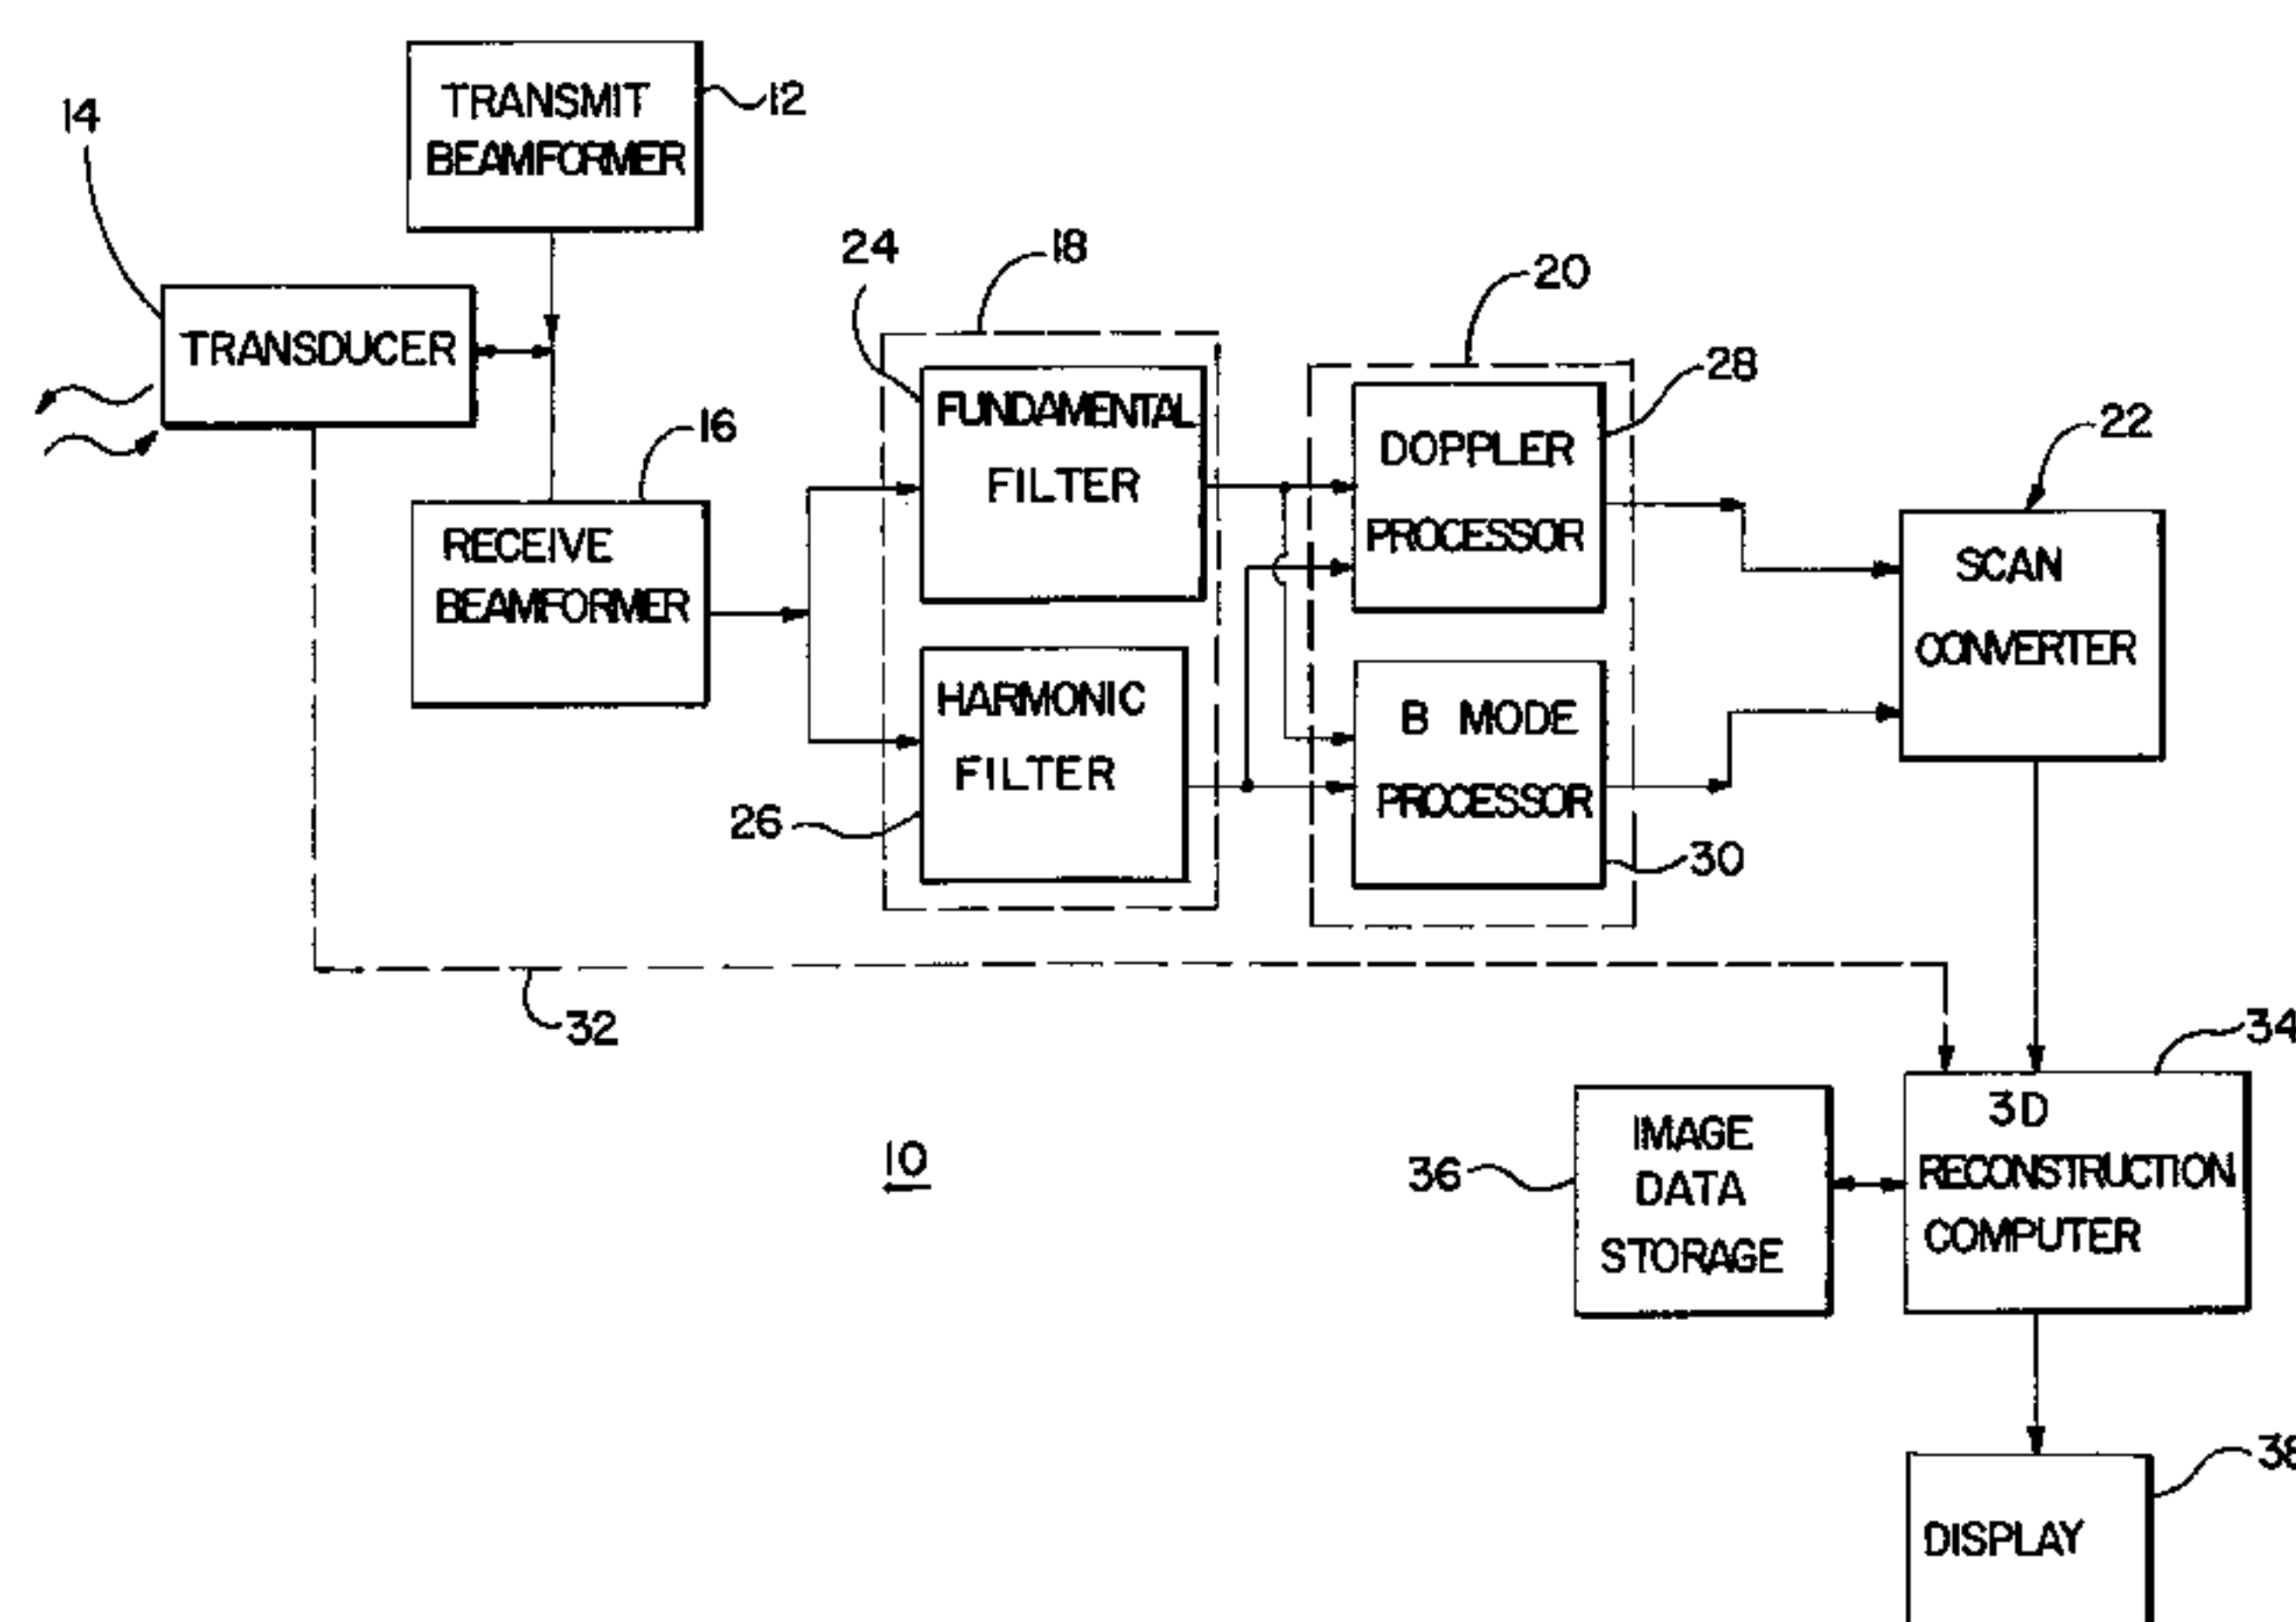 TRANSMIT
BEAMFORMER
12
14
TRANSDUCER
16
RECEIVE
BEAMFORMER
24
18
FUNDAMENTAL
FILTER
HARMONIC
FILTER
26
20
28
DOPPLER
PROCESSOR
B MODE
PROCESSOR
30
22
SCAN
CONVERTER
32
34
3D
RECONSTRUCTION
COMPUTER
36
IMAGE
DATA
STORAGE
10
38
DISPLAY